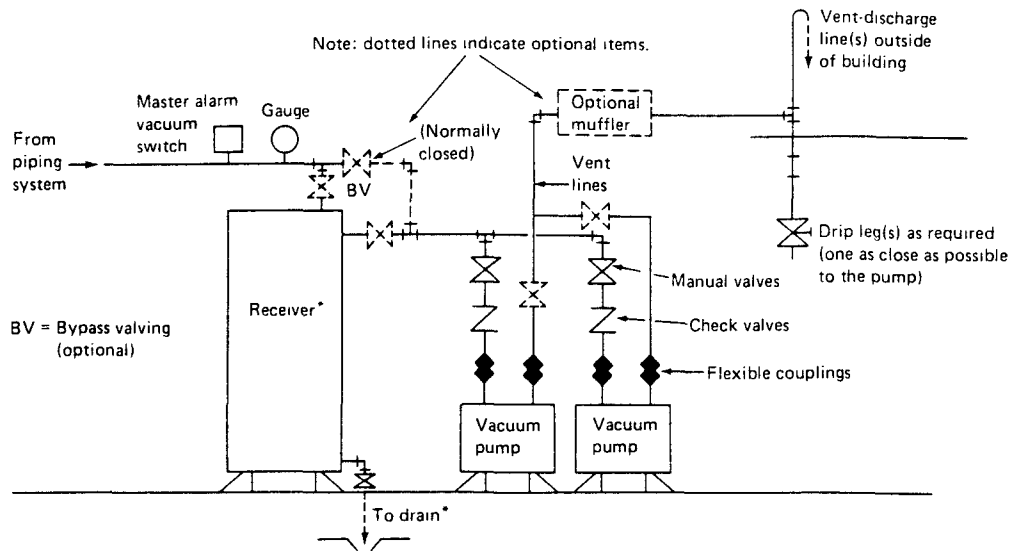 Note: dotted lines indicate optional items.
Vent-discharge
line(s) outside
of building
Master alarm
vacuum
switch
Gauge
Optional
muffler
From
piping
system
(Normally
closed)
BV
Vent
lines
Drip leg(s) as required
(one as close as possible
to the pump)
Manual valves
Receiver*
BV = Bypass valving
(optional)
Check valves
Flexible couplings
Vacuum
pump
Vacuum
pump
To drain*